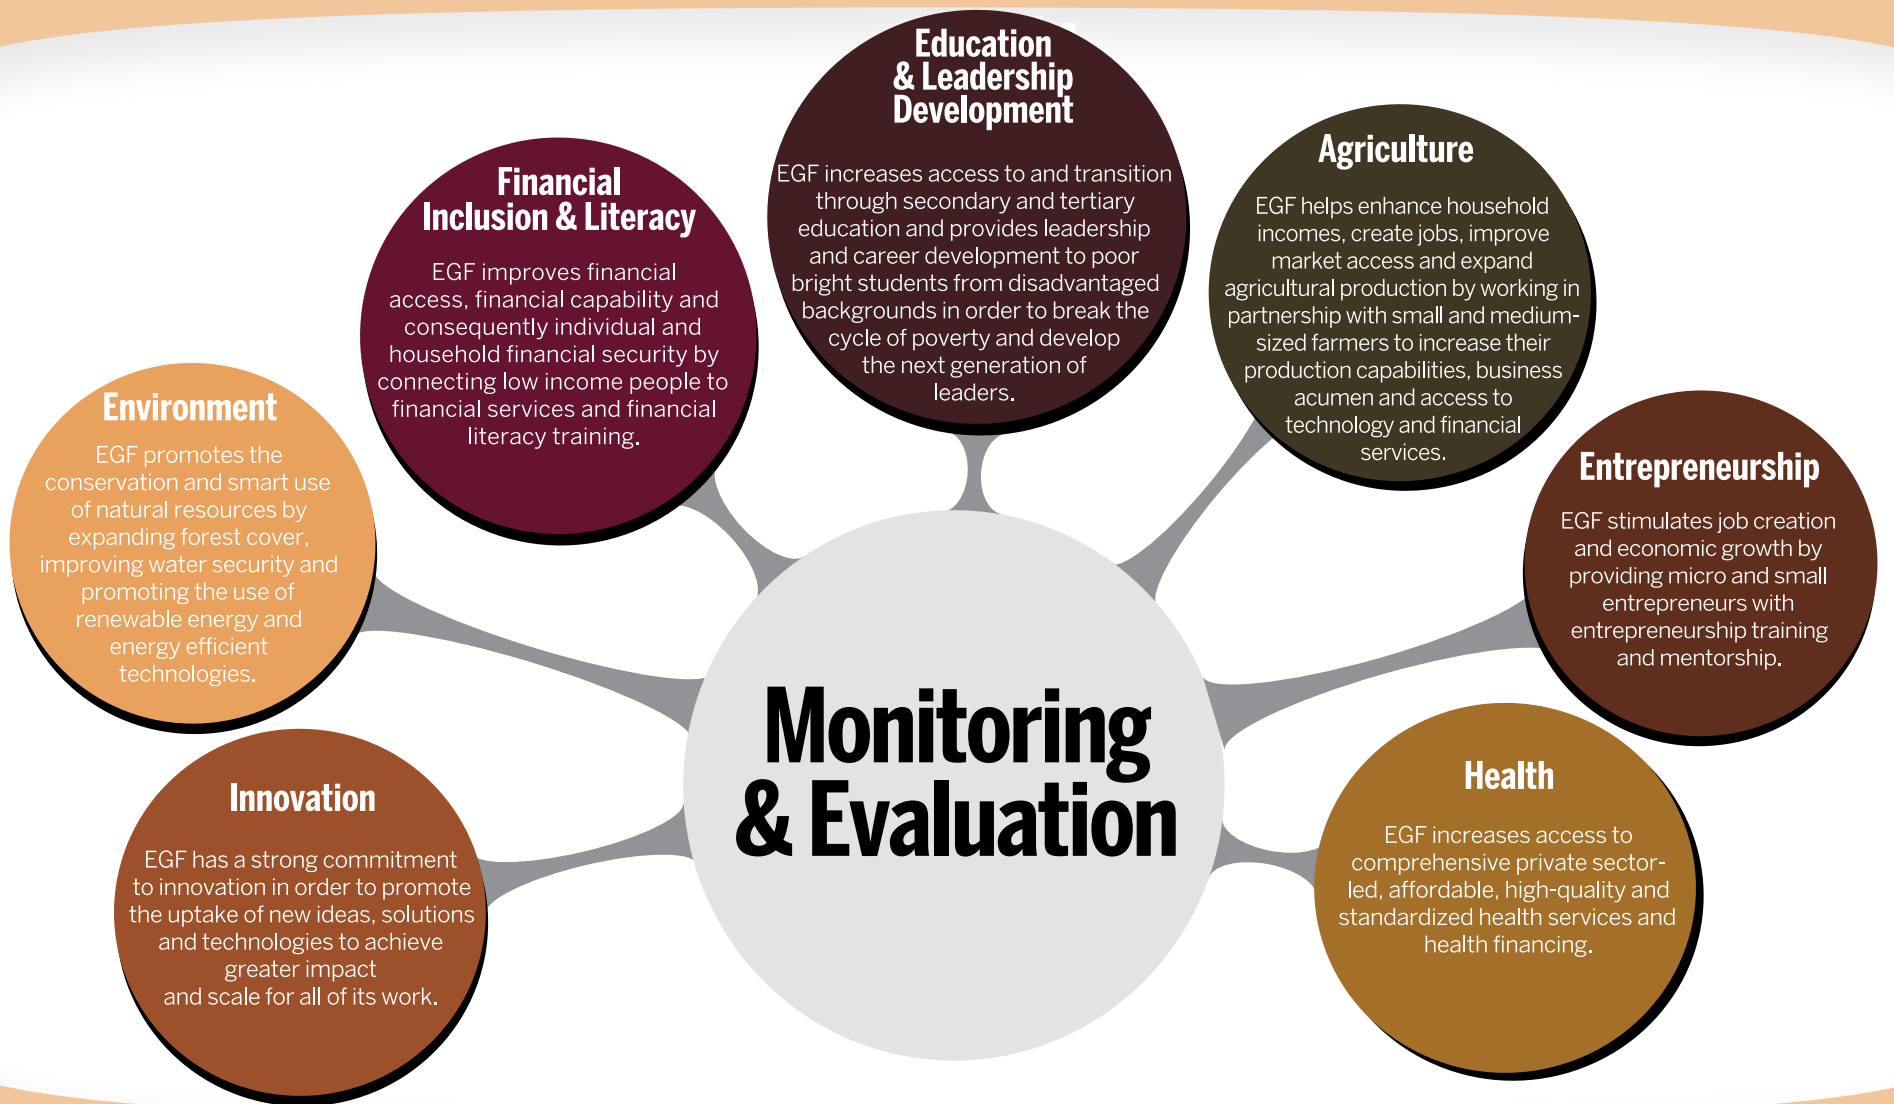 Education
& Leadership
Development
EGF increases access to and transition
through secondary and tertiary
education and provides leadership
and career development to poor
bright students from disadvantaged
backgrounds in order to break the
cycle of poverty and develop
the next generation of
leaders.
Financial
Inclusion & Literacy
EGF improves financial
access, financial capability and
consequently individual and
household financial security by
connecting low income people to
financial services and financial
literacy training.
Agriculture
EGF helps enhance household
incomes, create jobs, improve
market access and expand
agricultural production by working in
partnership with small and medium-
sized farmers to increase their
production capabilities, business
acumen and access to
technology and financial
services.
Environment
EGF promotes the
conservation and smart use
of natural resources by
expanding forest cover,
improving water security and
promoting the use of
renewable energy and
energy efficient
technologies.
Entrepreneurship
EGF stimulates job creation
and economic growth by
providing micro and small
entrepreneurs with
entrepreneurship training
and mentorship.
Monitoring
& Evaluation
Innovation
EGF has a strong commitment
to innovation in order to promote
the uptake of new ideas, solutions
and technologies to achieve
greater impact
and scale for all of its work.
Health
EGF increases access to
comprehensive private sector-
led, affordable, high-quality and
standardized health services and
health financing.